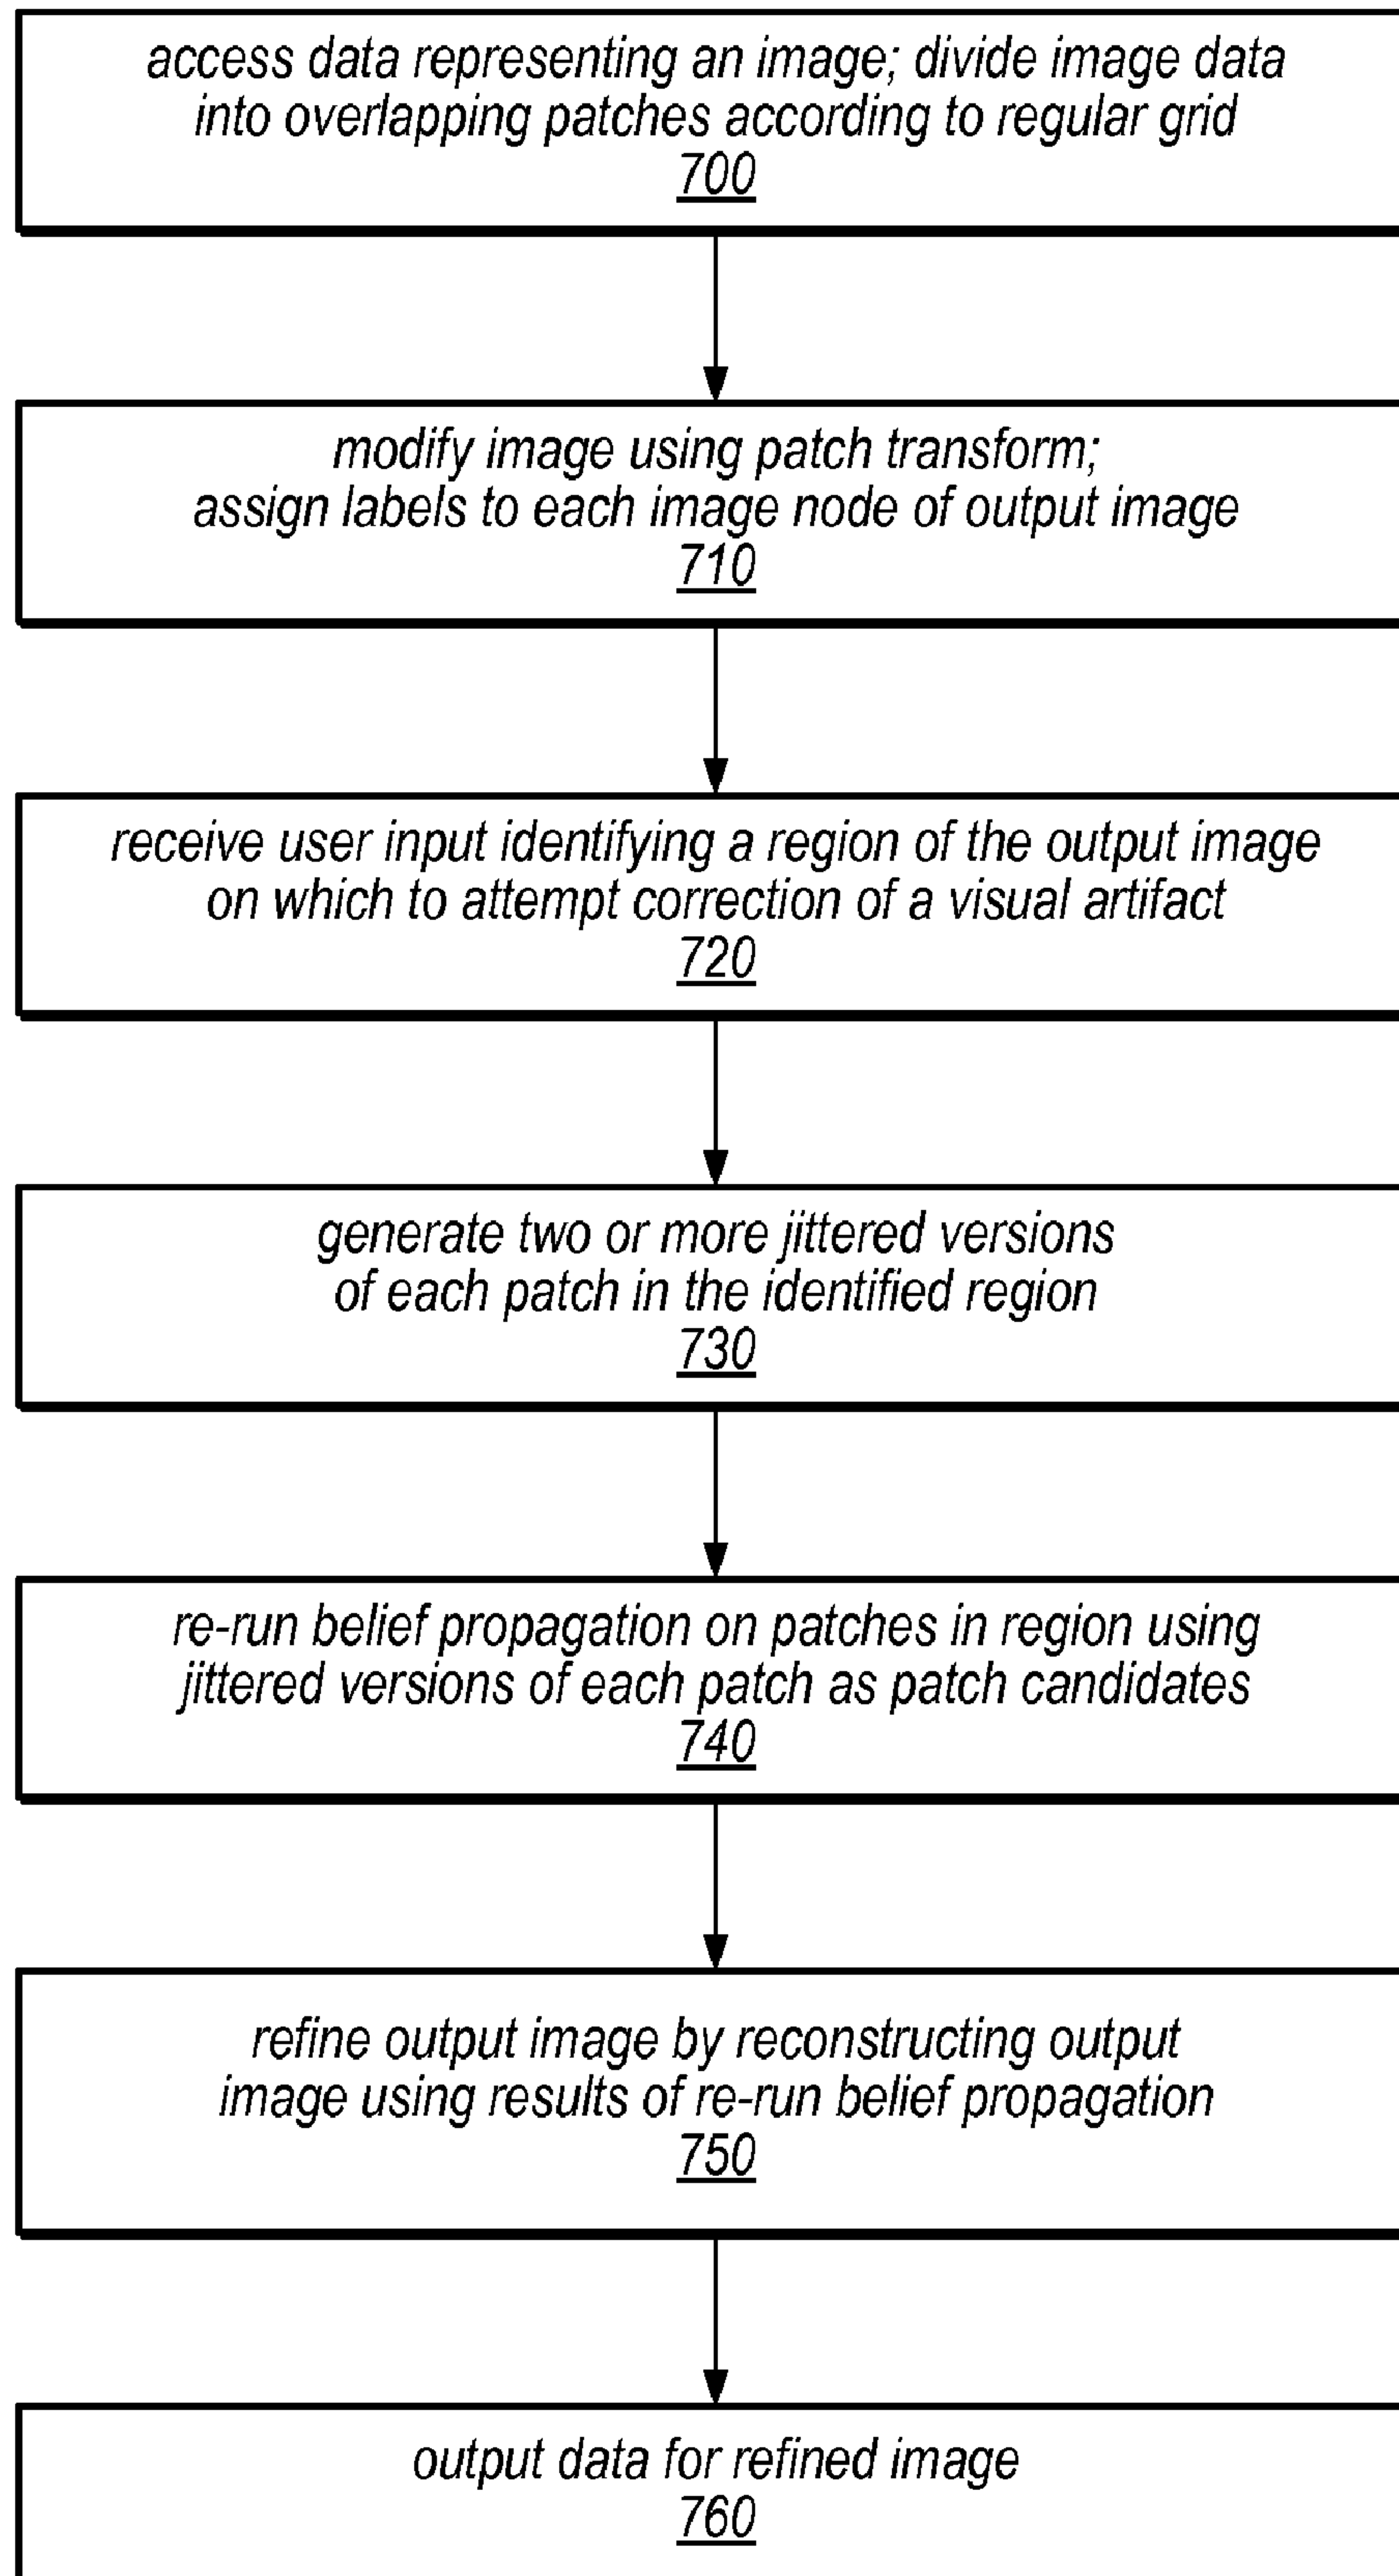 access data representing an image; divide image data
into overlapping patches according to regular grid
700
modify image using patch transform;
assign labels to each image node of output image
710
receive user input identifying a region of the output image
on which to attempt correction of a visual artifact
720
generate two or more jittered versions
of each patch in the identified region
730
re-run belief propagation on patches in region using
jittered versions of each patch as patch candidates
740
refine output image by reconstructing output
image using results of re-run belief propagation
750
output data for refined image
760